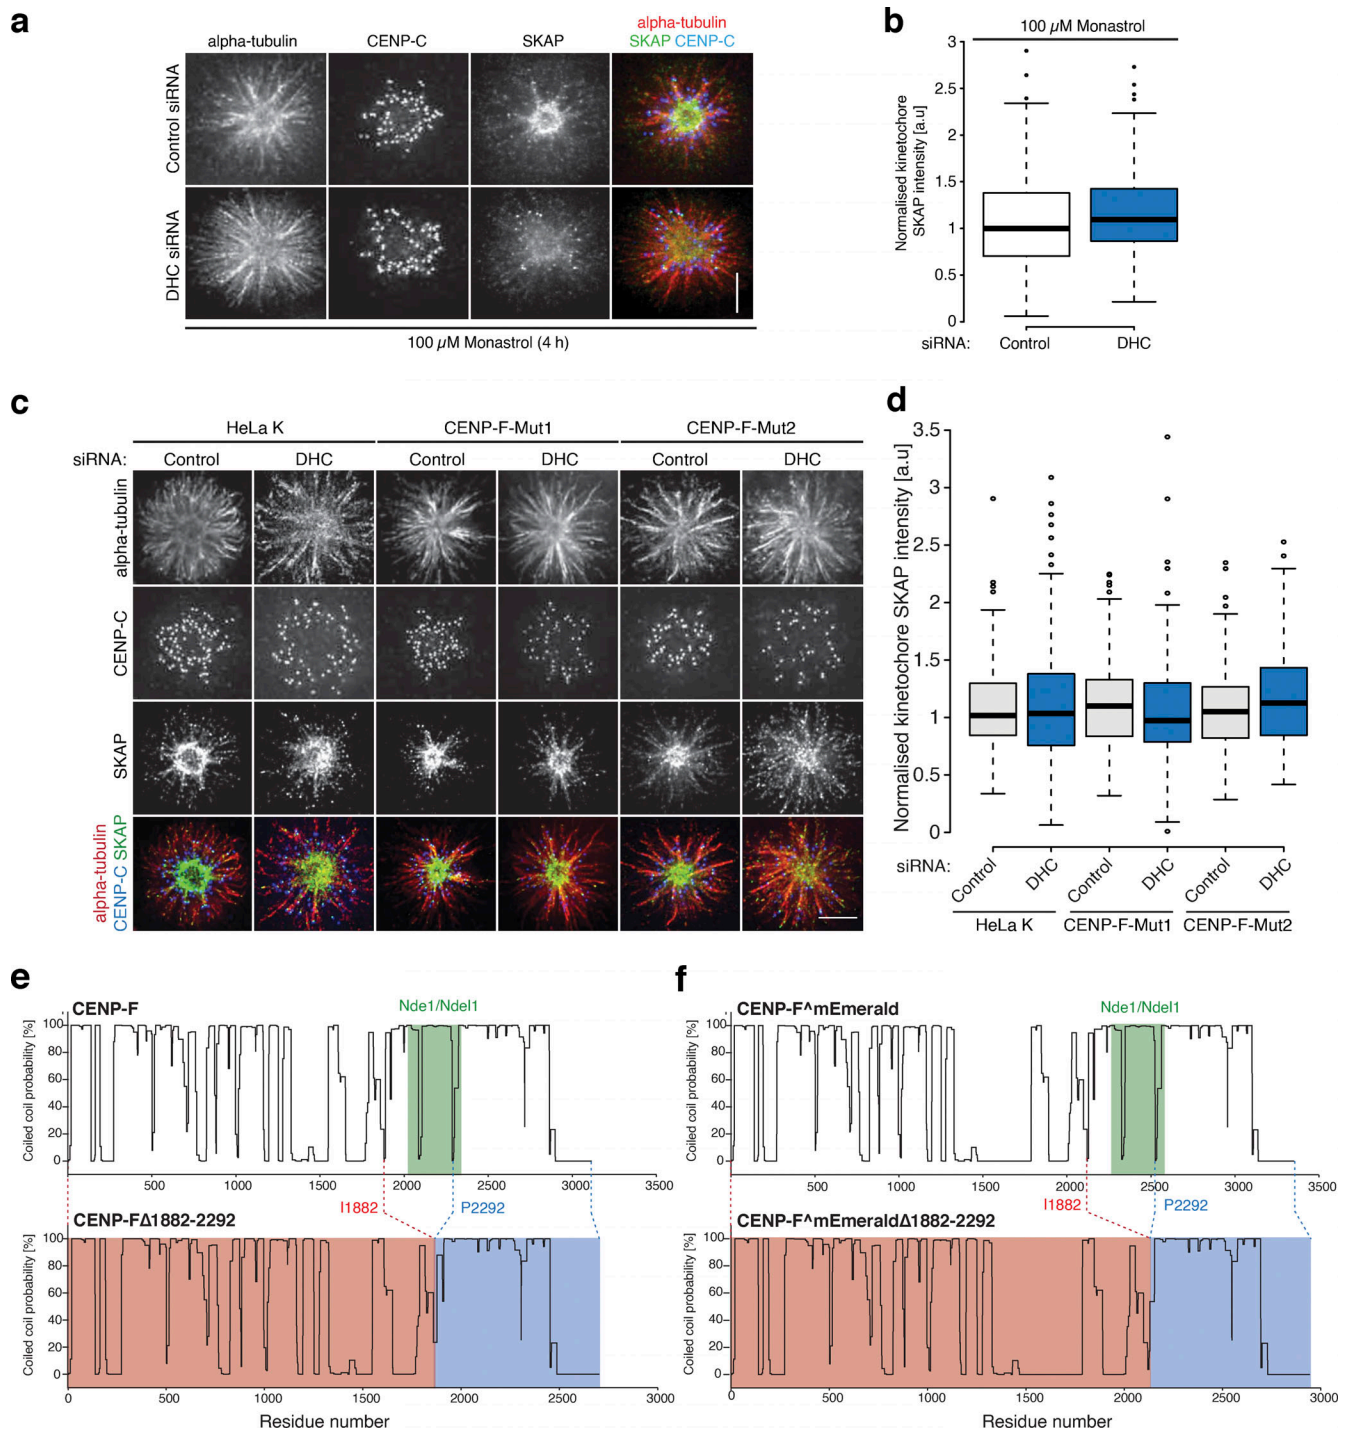 a
alpha-tubulin
CENP-C
SKAP
alpha-tubulin
SKAP CENP-C
Control siRNA
DHC siRNA
100 µM Monastrol (4 h)
b
100 µM Monastrol
Normalised kinetochore
SKAP intensity [a.u]
3
2.5
2
1.5
1
0.5
0
siRNA:
Control
DHC
c
HeLa K
CENP-F-Mut1
CENP-F-Mut2
siRNA:
Control
DHC
Control
DHC
Control
DHC
alpha-tubulin
CENP-C
SKAP
alpha-tubulin
CENP-C SKAP
d
Normalised kinetochore SKAP intensity [a.u]
3.5
3
2.5
2
1.5
1
0.5
0
siRNA:
Control
DHC
Control
DHC
Control
DHC
HeLa K
CENP-F-Mut1
CENP-F-Mut2
e
CENP-F
Nde1/Ndel1
Coiled coil probability [%]
100
80
60
40
20
0
500
1000
1500
2000
2500
3000
3500
I1882
P2292
CENP-FΔ1882-2292
Coiled coil probability [%]
100
80
60
40
20
0
0
500
1000
1500
2000
2500
3000
Residue number
f
CENP-F^mEmerald
Nde1/Ndel1
Coiled coil probability [%]
100
80
60
40
20
0
500
1000
1500
2000
2500
3000
3500
I1882
P2292
CENP-F^mEmeraldΔ1882-2292
Coiled coil probability [%]
100
80
60
40
20
0
0
500
1000
1500
2000
2500
3000
Residue number